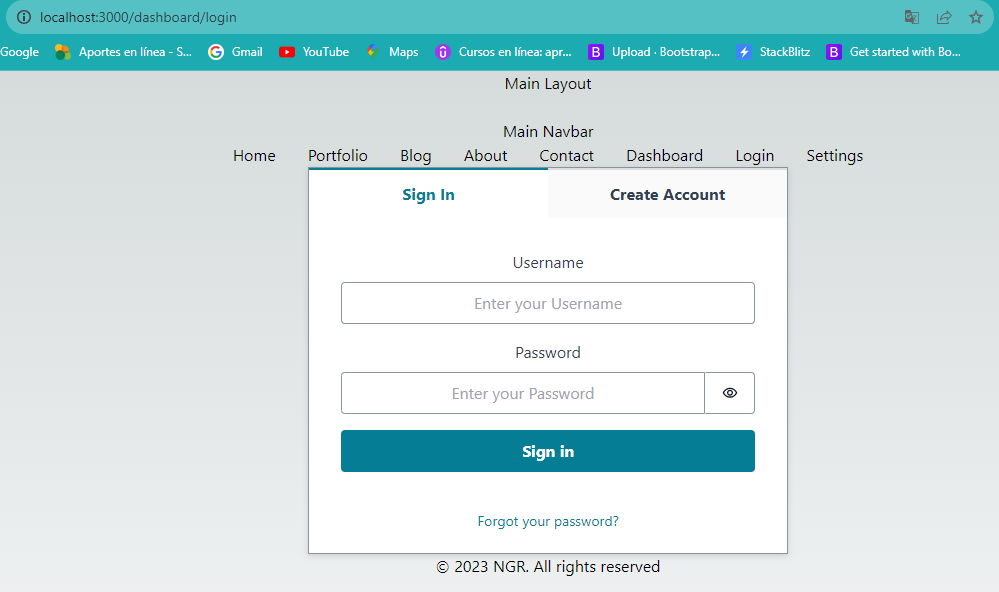 localhost:3000/dashboard/login
Google Aportes en línea - S... Gmail YouTube Maps Cursos en línea: apr... Upload · Bootstrap... StackBlitz Get started with Bo...
Main Layout
Main Navbar
Home Portfolio Blog About Contact Dashboard Login Settings
Sign In Create Account
Username
Enter your Username
Password
Enter your Password
Sign in
Forgot your password?
© 2023 NGR. All rights reserved